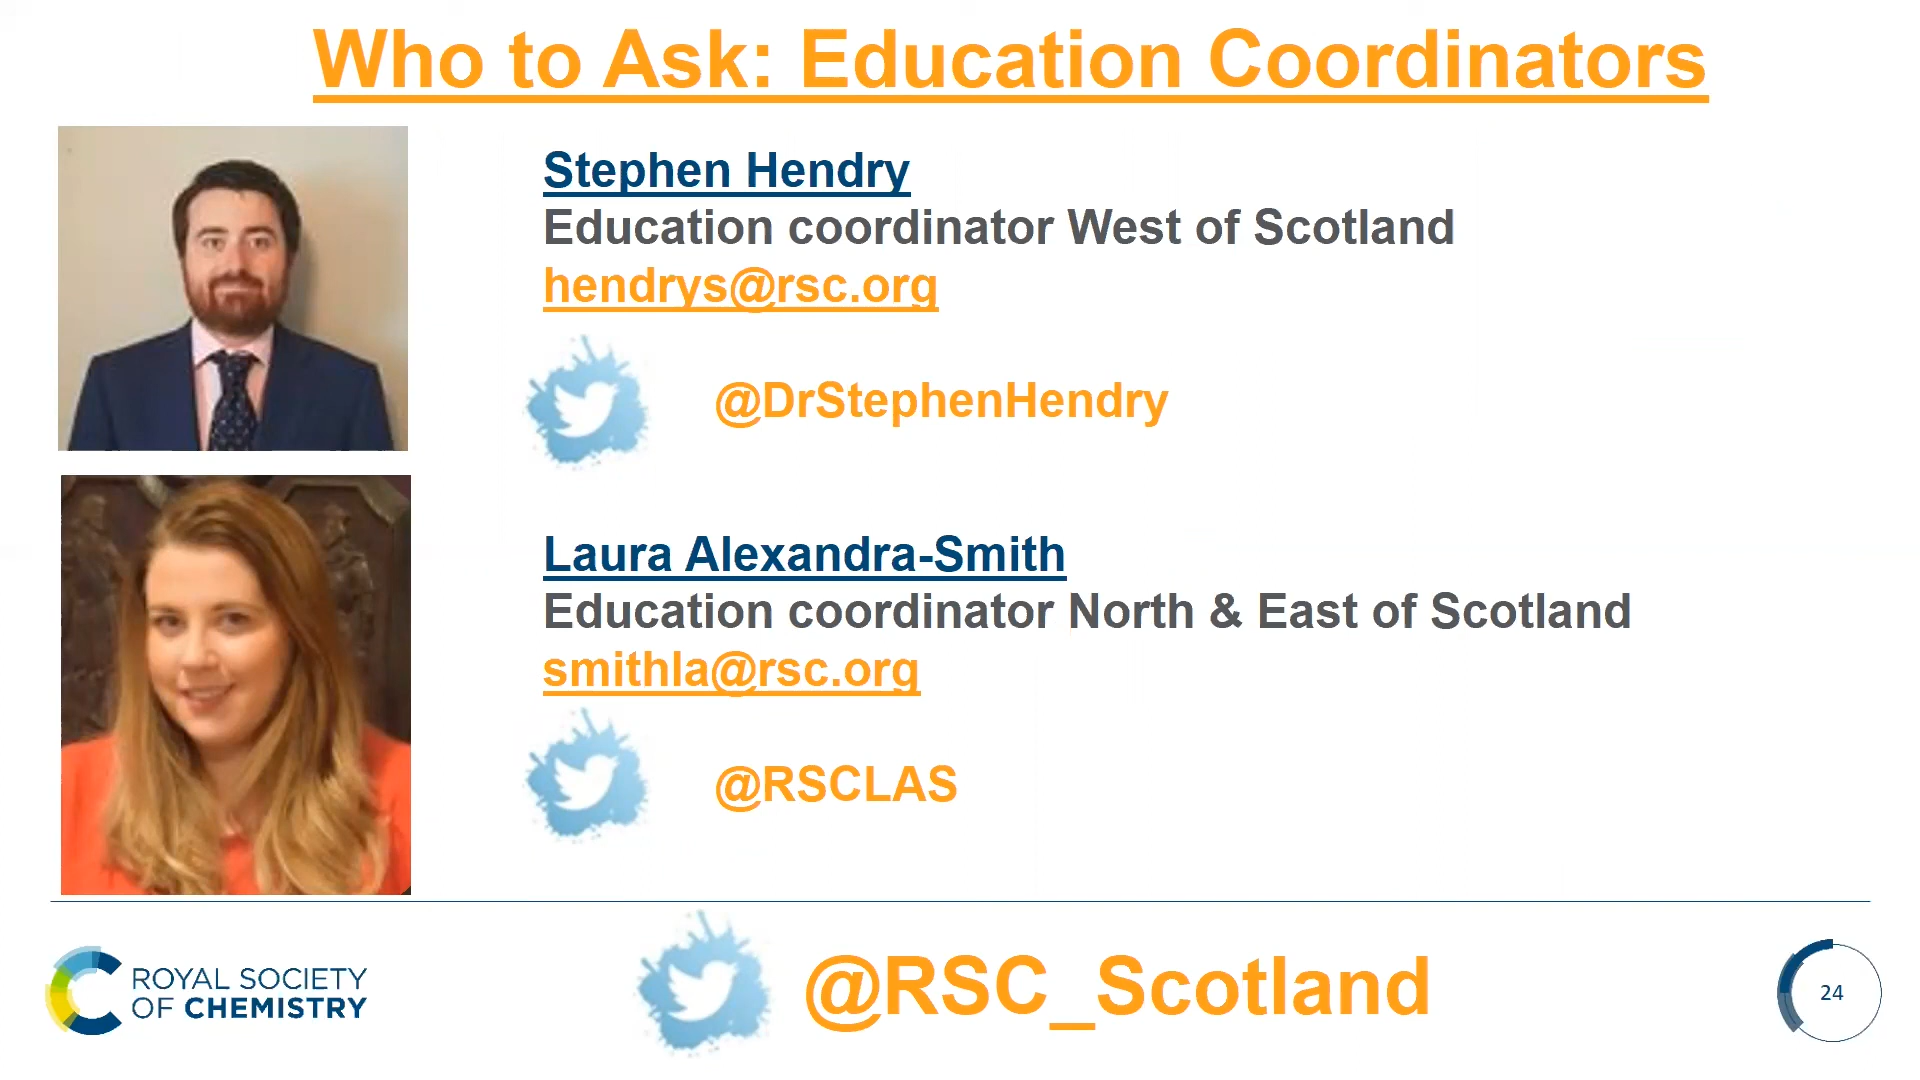 Who to Ask: Education Coordinators
Stephen Hendry
Education coordinator West of Scotland
hendrys@rsc.org
@DrStephenHendry
Laura Alexandra-Smith
Education coordinator North & East of Scotland
smithla@rsc.org
@RSCLAS
ROYAL SOCIETY
OF CHEMISTRY
@RSC_Scotland
24